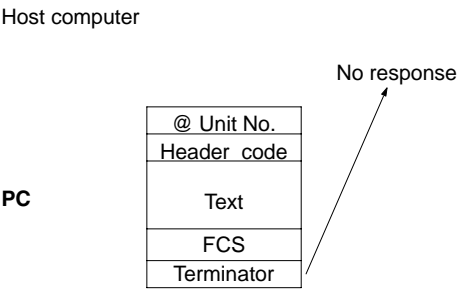 Host computer
No response
@ Unit No.
Header code
PC
Text
FCS
Terminator